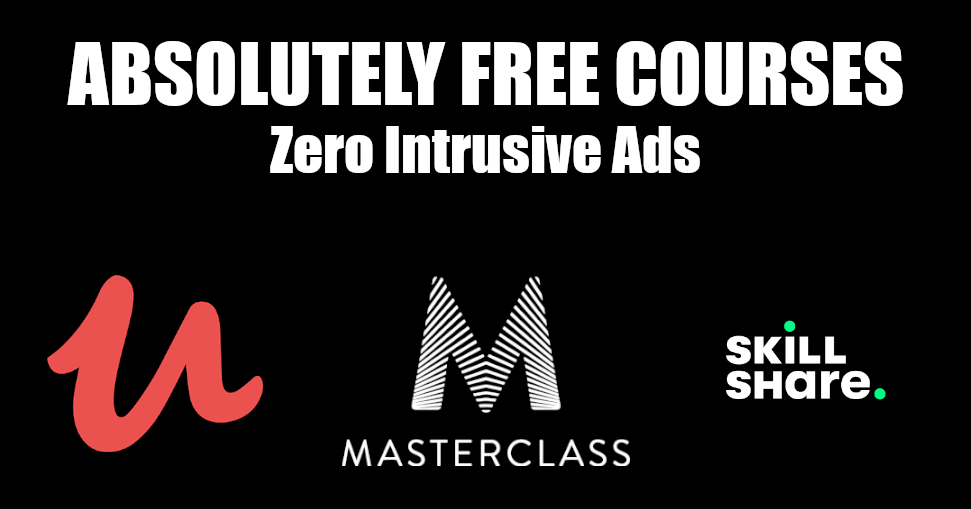 ABSOLUTELY FREE COURSES
Zero Intrusive Ads
MASTERCLASS
SKiLL
SHare.